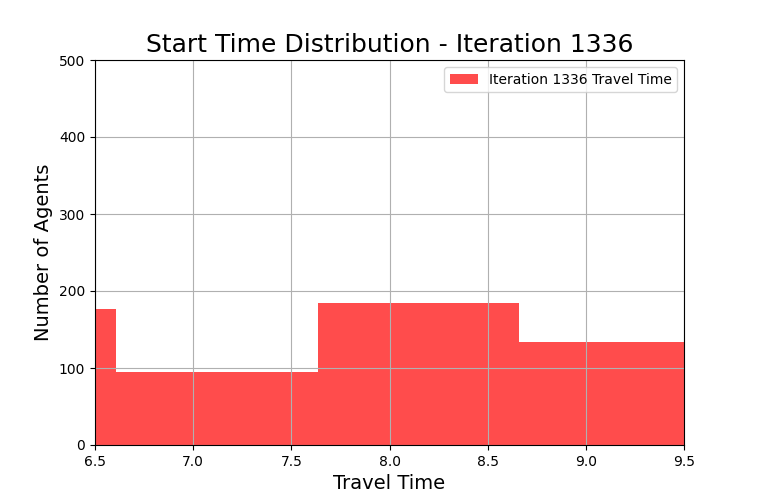 Start Time Distribution - Iteration 1336
500
Iteration 1336 Travel Time
400
300
200
100
0
Number of Agents
6.5 7.0 7.5 8.0 8.5 9.0 9.5
Travel Time